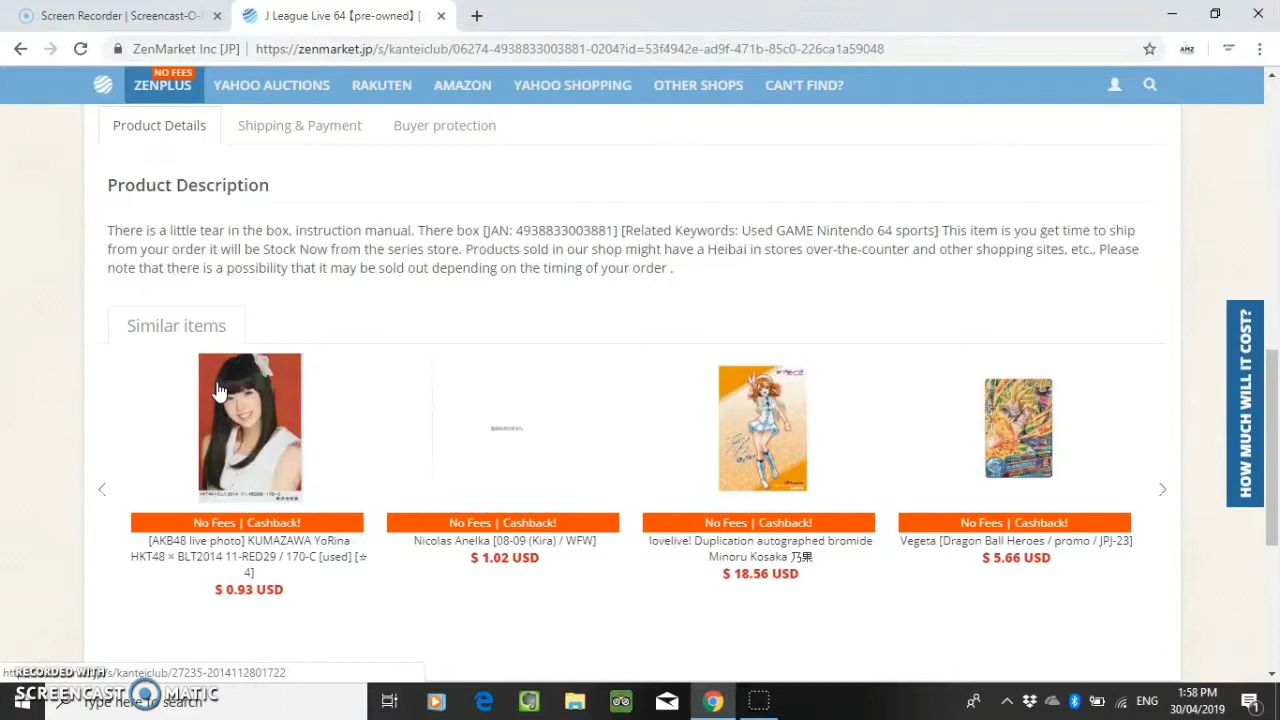 Screen Recorder | Screencast-O-
J League Live 64【pre-owned】[
ZenMarket Inc [JP]
https://zenmarket.jp/s/kanteiclub/06274-4938833003881-0204?id=53f4942e-ad9f-471b-85c0-226ca1a59048
AMZ
NO FEES
ZENPLUS
YAHOO AUCTIONS
RAKUTEN
AMAZON
YAHOO SHOPPING
OTHER SHOPS
CAN'T FIND?
Product Details
Shipping & Payment
Buyer protection
Product Description
There is a little tear in the box, instruction manual. There box [JAN: 4938833003881] [Related Keywords: Used GAME Nintendo 64 sports] This item is you get time to ship
from your order it will be Stock Now from the series store. Products sold in our shop might have a Heibai in stores over-the-counter and other shopping sites, etc., Please
note that there is a possibility that it may be sold out depending on the timing of your order .
HOW MUCH WILL IT COST?
Similar items
No Fees | Cashback!
[AKB48 live photo] KUMAZAWA YoRina
HKT48 × BLT2014 11-RED29 / 170-C [used] [☆
4]
$ 0.93 USD
No Fees | Cashback!
Nicolas Anelka [08-09 (Kira) / WFW]
$ 1.02 USD
No Fees | Cashback!
lovelive! Duplication autographed bromide
Minoru Kosaka 乃果
$ 18.56 USD
No Fees | Cashback!
Vegeta [Dragon Ball Heroes / promo / JPJ-23]
$ 5.66 USD
/s/kanteiclub/27235-2014112801722
RECORDED WITH
SCREENCAST MATIC
Type here to search
ENG
1:58 PM
30/04/2019